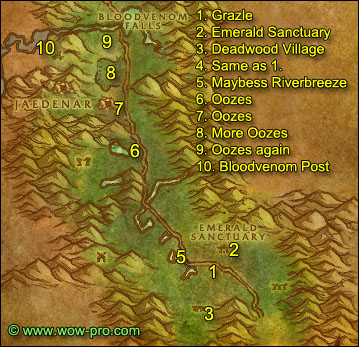 BLOODVENOM
FALLS
1. Grazle
2. Emerald Sanctuary
3. Deadwood Village
4. Same as 1.
5. Maybess Riverbreeze
6. Oozes
7. Oozes
8. More Oozes
9. Oozes again
10. Bloodvenom Post
10
9
8
JAEDENAR
7
6
EMERALD
SANCTUARY
2
5
1
3
© www.wow-pro.com